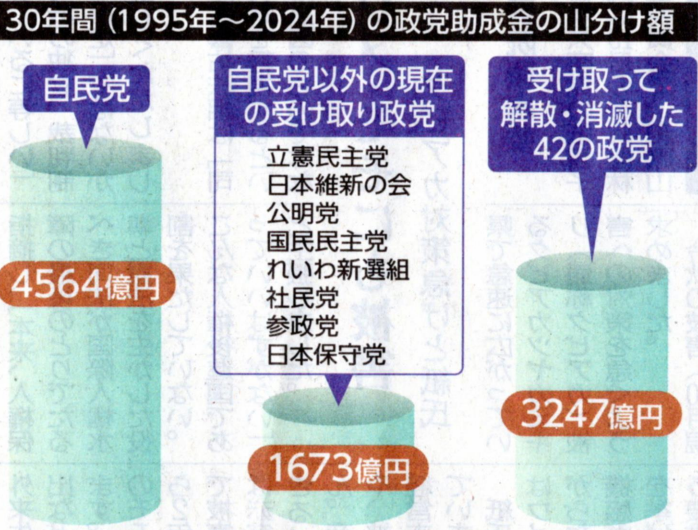 30年間（1995年～2024年）の政党助成金の山分け額
自民党
4564億円
自民党以外の現在
の受け取り政党
立憲民主党
日本維新の会
公明党
国民民主党
れいわ新選組
社民党
参政党
日本保守党
1673億円
受け取って
解散・消滅した
42の政党
3247億円